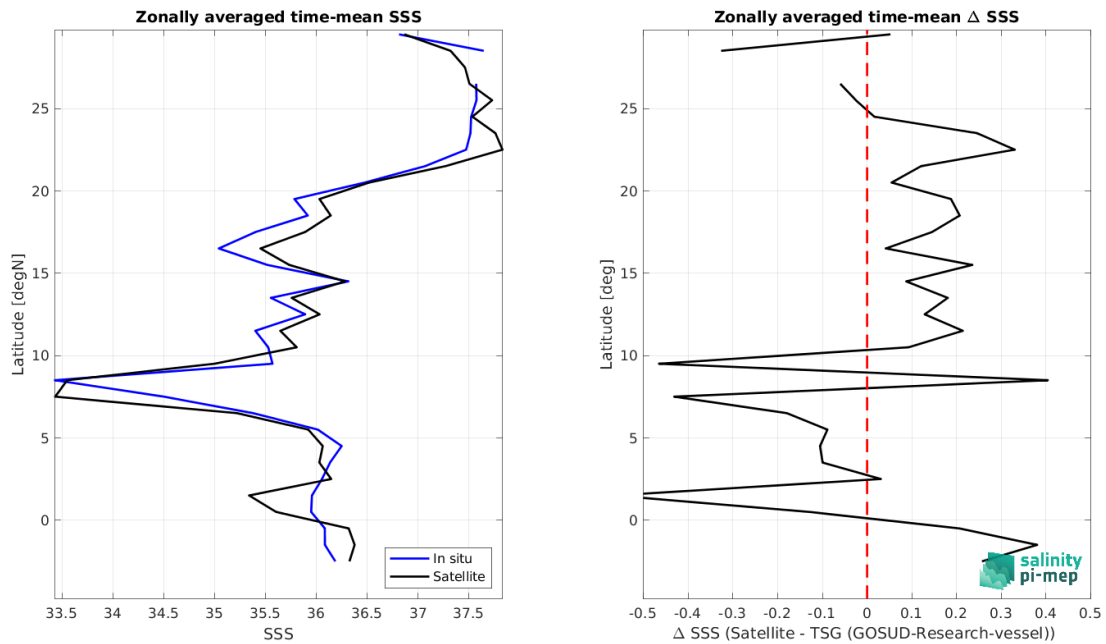 Zonally averaged time-mean SSS
Latitude [degN]
25
20
15
10
5
0
33.5 34 34.5 35 35.5 36 36.5 37 37.5
SSS
In situ
Satellite
Zonally averaged time-mean Δ SSS
Latitude [deg]
25
20
15
10
5
0
-0.5 -0.4 -0.3 -0.2 -0.1 0 0.1 0.2 0.3 0.4 0.5
Δ SSS (Satellite - TSG (GOSUD-Research-vessel))
salinity
pi-mep